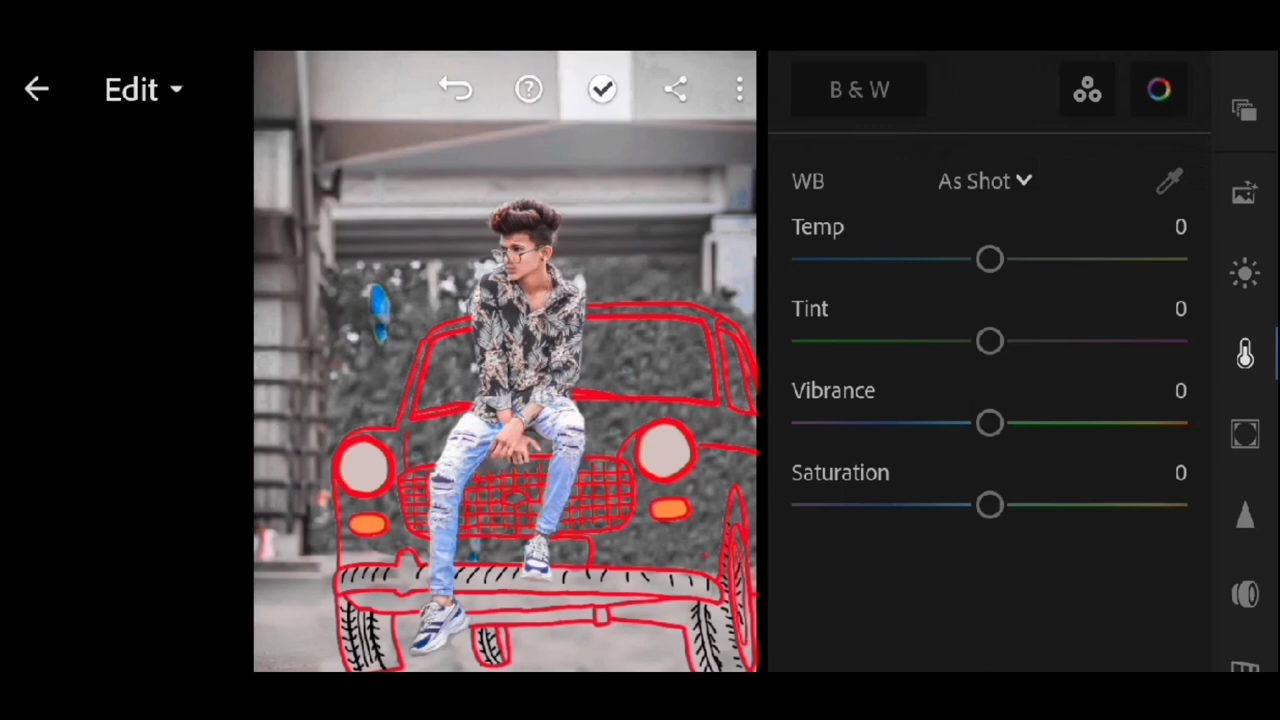 Edit
B & W
WB As Shot
Temp 0
Tint 0
Vibrance 0
Saturation 0